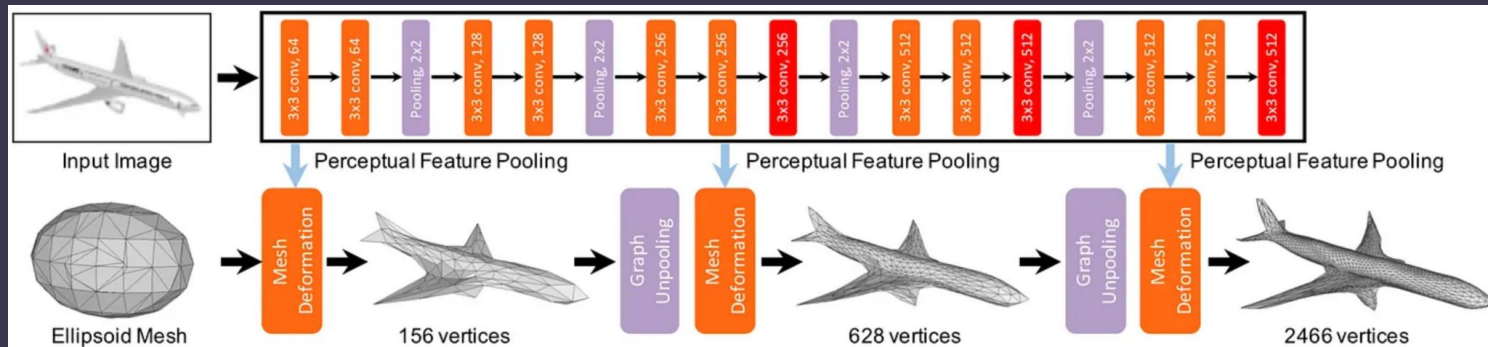 3x3 conv, 64
3x3 conv, 64
Pooling, 2x2
3x3 conv, 128
3x3 conv, 128
Pooling, 2x2
3x3 conv, 256
3x3 conv, 256
3x3 conv, 256
Pooling, 2x2
3x3 conv, 512
3x3 conv, 512
3x3 conv, 512
Pooling, 2x2
3x3 conv, 512
3x3 conv, 512
3x3 conv, 512
Input Image
Perceptual Feature Pooling
Perceptual Feature Pooling
Perceptual Feature Pooling
Mesh
Deformation
Graph
Unpooling
Mesh
Deformation
Graph
Unpooling
Mesh
Deformation
Ellipsoid Mesh
156 vertices
628 vertices
2466 vertices